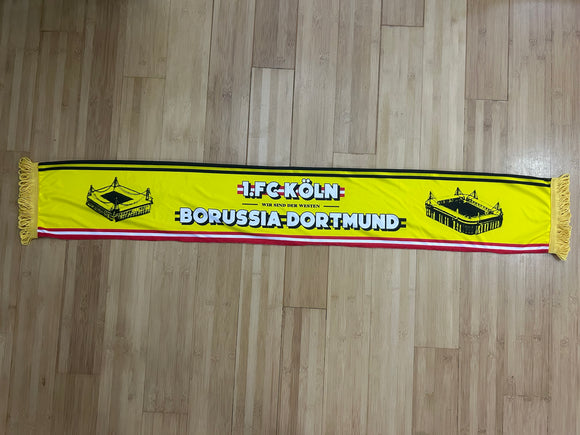 1.FC KÖLN
WIR SIND DER WESTEN
BORUSSIA DORTMUND